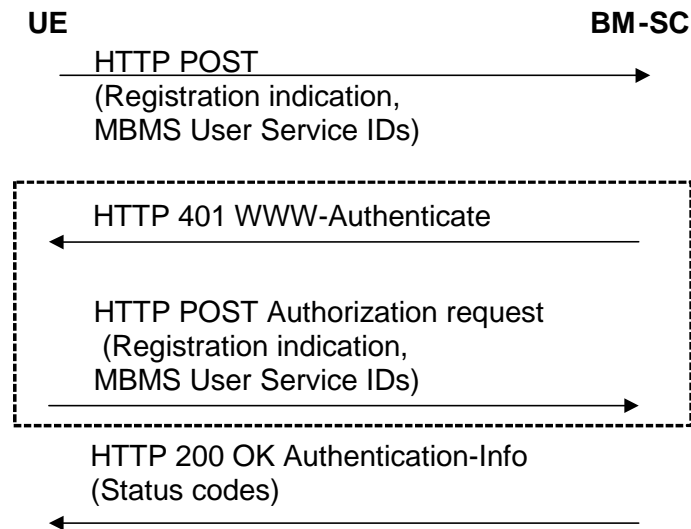 UE BM-SC
HTTP POST
(Registration indication,
MBMS User Service IDs)
HTTP 401 WWW-Authenticate
HTTP POST Authorization request
(Registration indication,
MBMS User Service IDs)
HTTP 200 OK Authentication-Info
(Status codes)